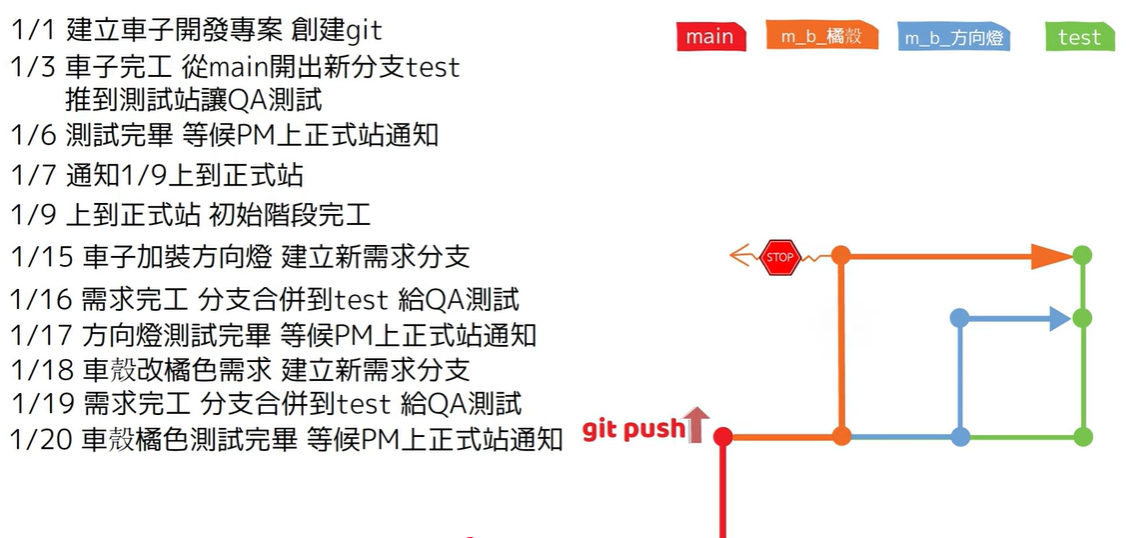 1/1 建立車子開發專案 創建git
1/3 車子完工 從main開出新分支test
推到測試站讓QA測試
1/6 測試完畢 等候PM上正式站通知
1/7 通知1/9上到正式站
1/9 上到正式站 初始階段完工
1/15 車子加裝方向燈 建立新需求分支
1/16 需求完工 分支合併到test 給QA測試
1/17 方向燈測試完畢 等候PM上正式站通知
1/18 車殼改橘色需求 建立新需求分支
1/19 需求完工 分支合併到test 給QA測試
1/20 車殼橘色測試完畢 等候PM上正式站通知
main
m_b_橘殼
m_b_方向燈
test
STOP
git push